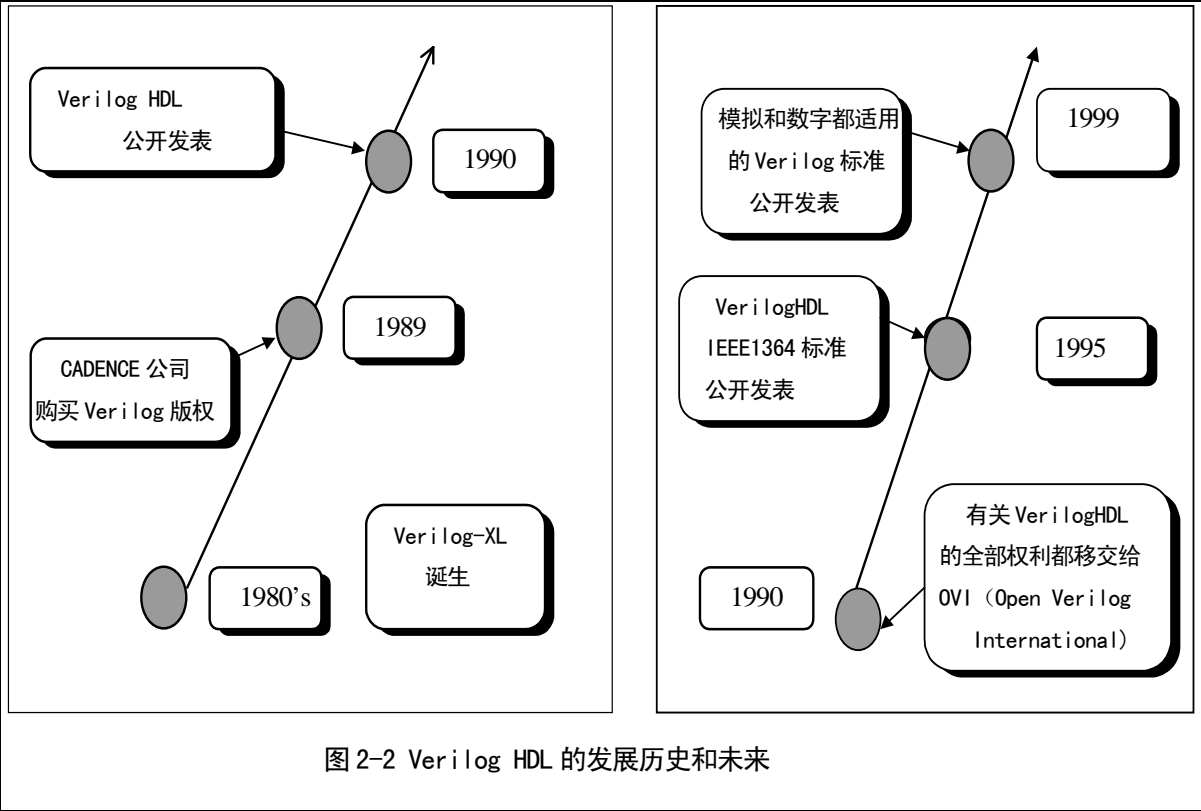 Verilog HDL
公开发表
1990
1989
CADENCE 公司
购买 Verilog 版权
Verilog-XL
诞生
1980’s
模拟和数字都适用
的 Verilog 标准
公开发表
1999
VerilogHDL
IEEE1364 标准
公开发表
1995
有关 VerilogHDL
的全部权利都移交给
OVI（Open Verilog
International）
1990
图 2-2 Verilog HDL 的发展历史和未来